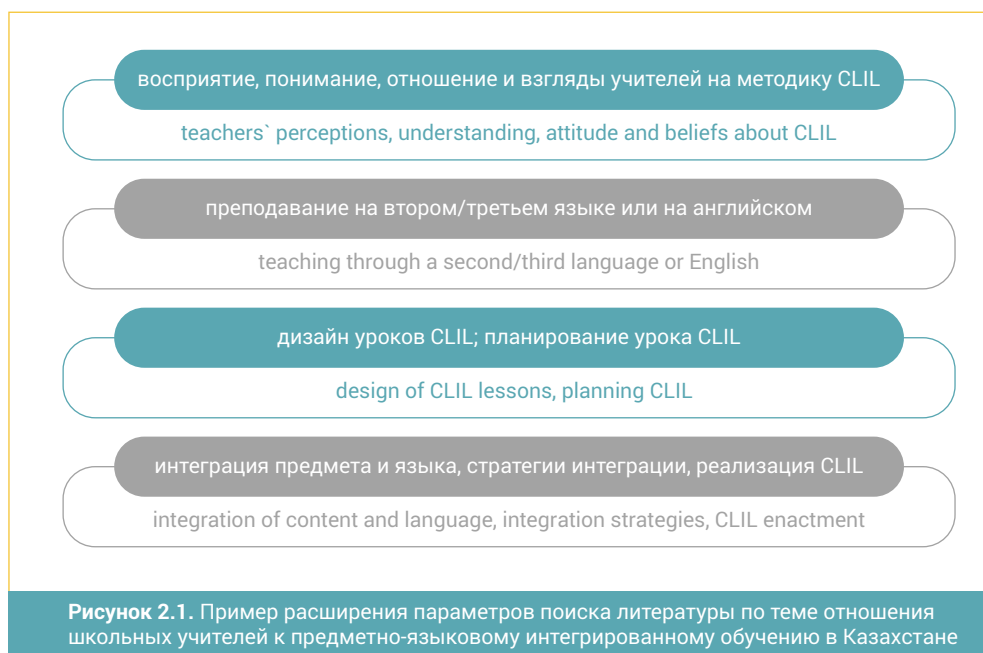 восприятие, понимание, отношение и взгляды учителей на методику CLIL
teachers` perceptions, understanding, attitude and beliefs about CLIL
преподавание на втором/третьем языке или на английском
teaching through a second/third language or English
дизайн уроков CLIL; планирование урока CLIL
design of CLIL lessons, planning CLIL
интеграция предмета и языка, стратегии интеграции, реализация CLIL
integration of content and language, integration strategies, CLIL enactment
Рисунок 2.1. Пример расширения параметров поиска литературы по теме отношения
школьных учителей к предметно-языковому интегрированному обучению в Казахстане